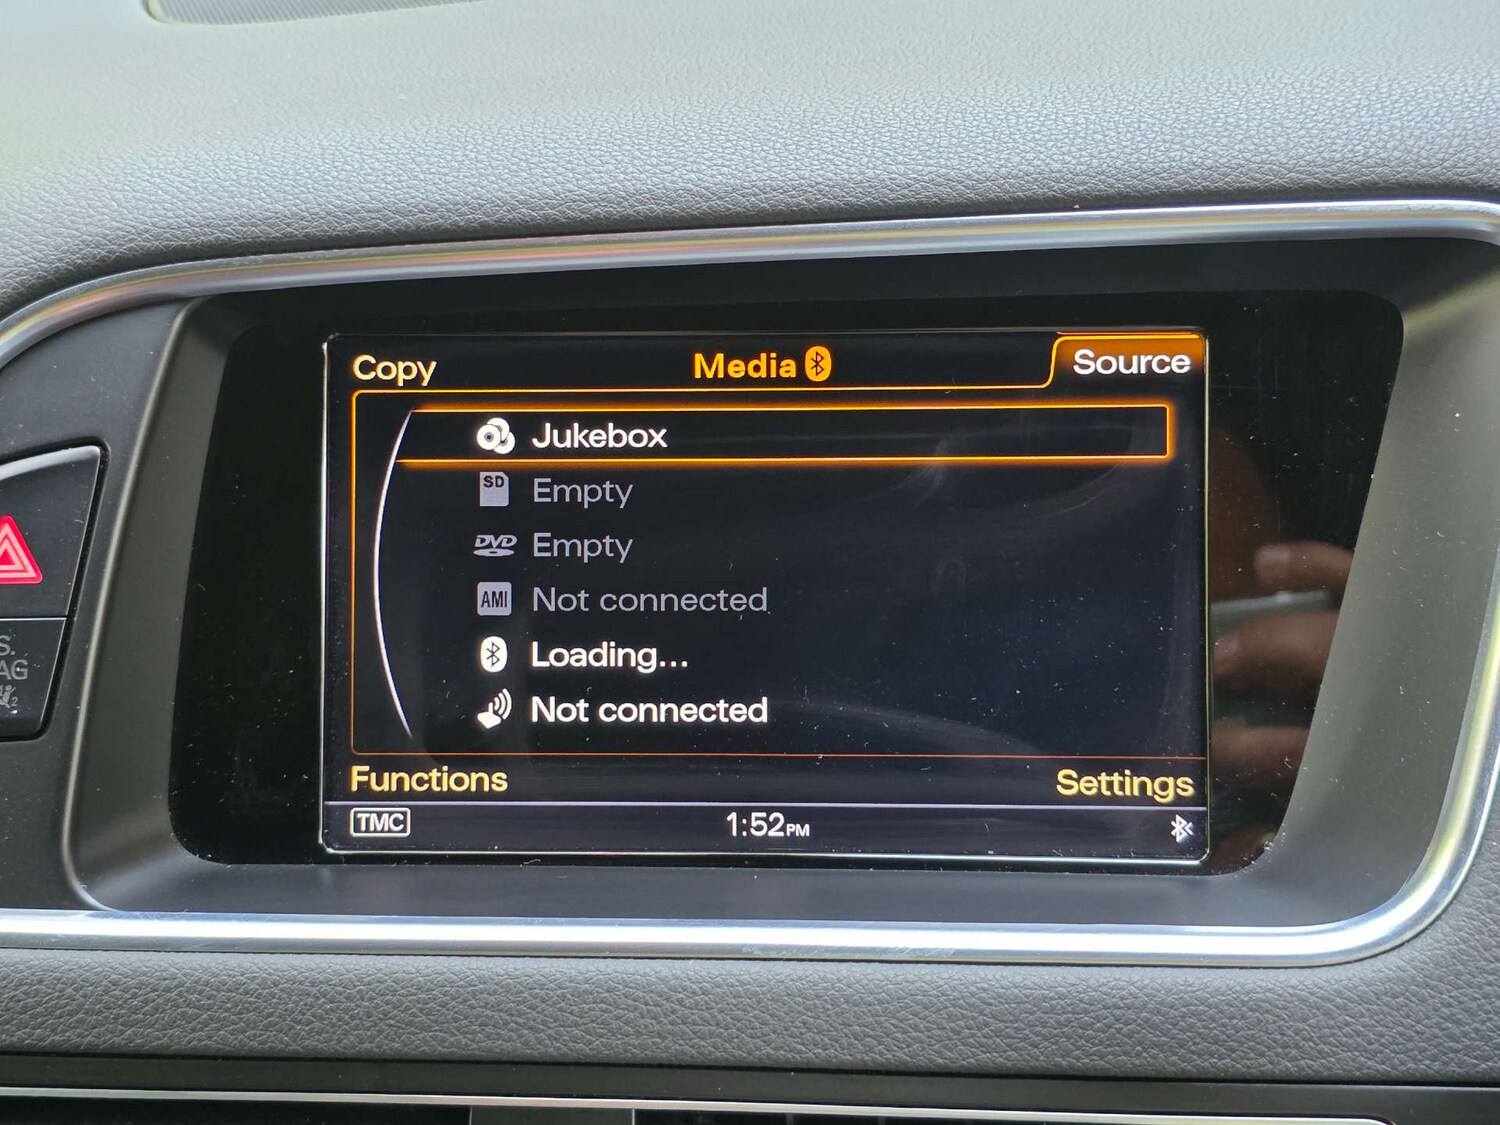 Copy Media Source
Jukebox
SD Empty
DVD Empty
AMI Not connected
Loading...
Not connected
Functions Settings
TMC 1:52PM